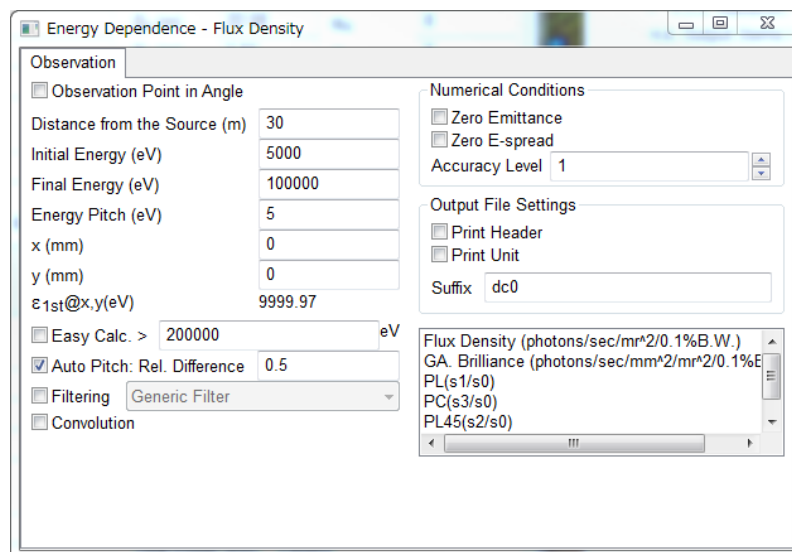 Energy Dependence - Flux Density
Observation
Observation Point in Angle
Distance from the Source (m) 30
Initial Energy (eV) 5000
Final Energy (eV) 100000
Energy Pitch (eV) 5
x (mm) 0
y (mm) 0
ε1st@x,y(eV) 9999.97
Easy Calc. > 200000 eV
Auto Pitch: Rel. Difference 0.5
Filtering Generic Filter
Convolution
Numerical Conditions
Zero Emittance
Zero E-spread
Accuracy Level 1
Output File Settings
Print Header
Print Unit
Suffix dc0
Flux Density (photons/sec/mr^2/0.1%B.W.)
GA. Brilliance (photons/sec/mm^2/mr^2/0.1%E
PL(s1/s0)
PC(s3/s0)
PL45(s2/s0)